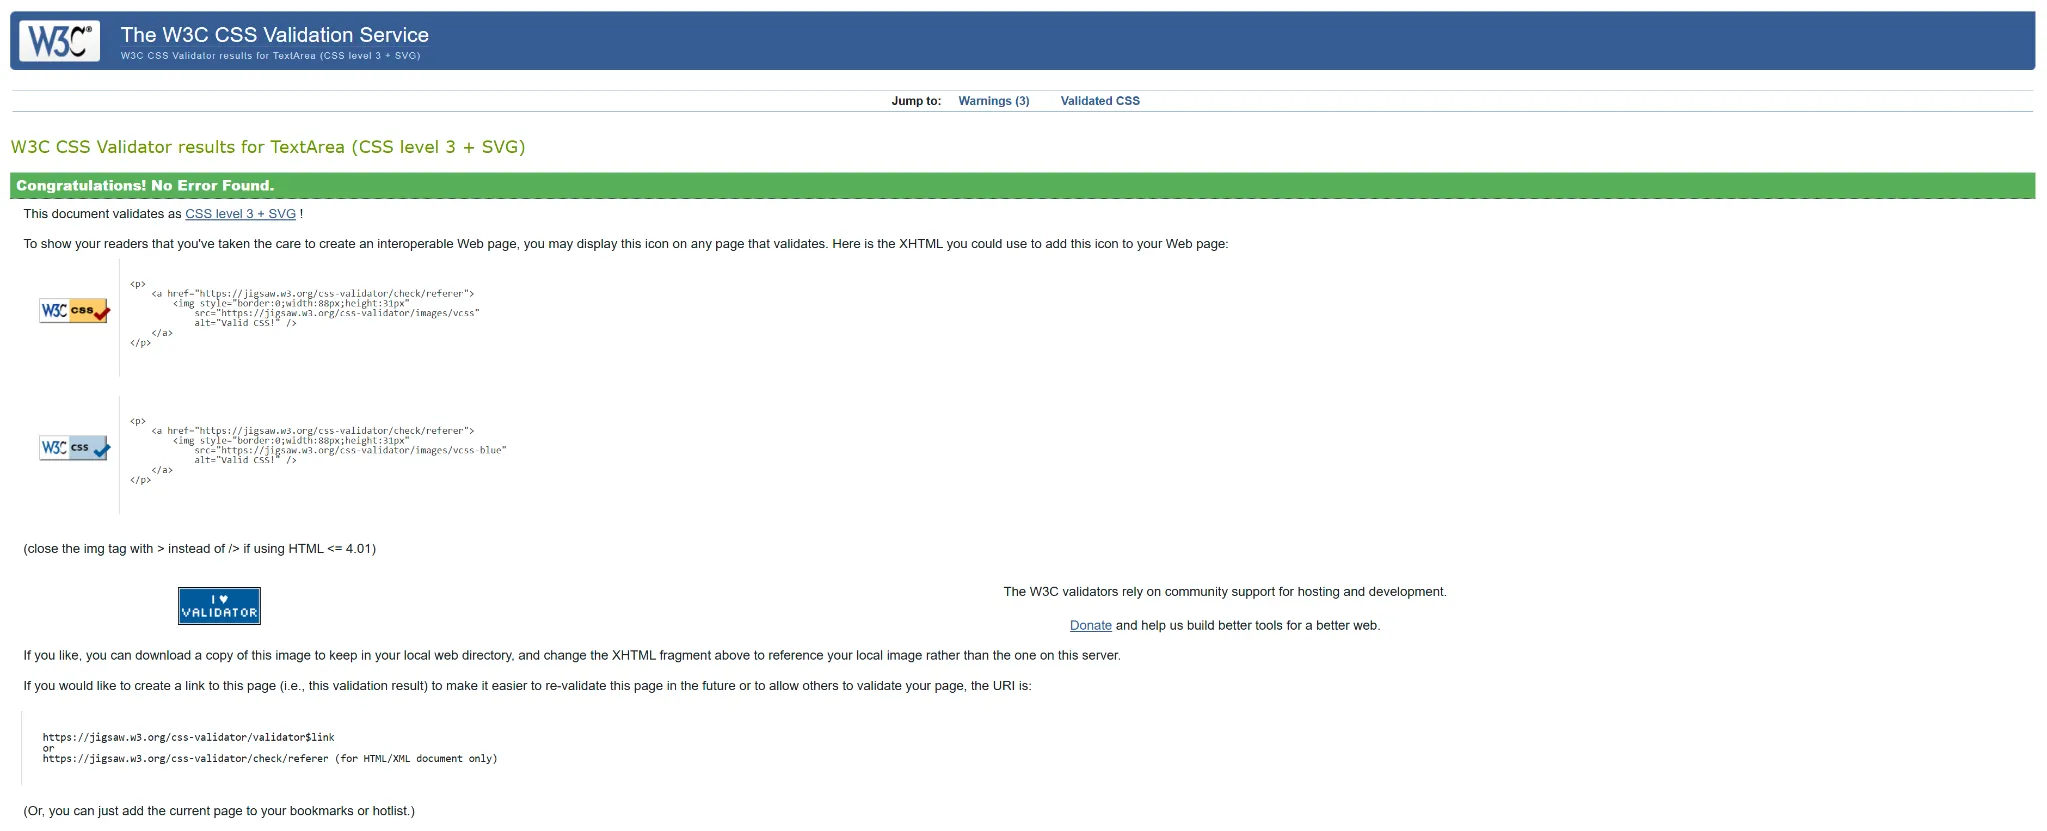 W3C®
The W3C CSS Validation Service
W3C CSS Validator results for TextArea (CSS level 3 + SVG)
Jump to: Warnings (3) Validated CSS
W3C CSS Validator results for TextArea (CSS level 3 + SVG)
Congratulations! No Error Found.
This document validates as CSS level 3 + SVG !
To show your readers that you've taken the care to create an interoperable Web page, you may display this icon on any page that validates. Here is the XHTML you could use to add this icon to your Web page:
W3C css
<p>
<a href="https://jigsaw.w3.org/css-validator/check/referer">
<img style="border:0;width:88px;height:31px"
src="https://jigsaw.w3.org/css-validator/images/vcss"
alt="Valid CSS!" />
</a>
</p>
W3C css
<p>
<a href="https://jigsaw.w3.org/css-validator/check/referer">
<img style="border:0;width:88px;height:31px"
src="https://jigsaw.w3.org/css-validator/images/vcss-blue"
alt="Valid CSS!" />
</a>
</p>
(close the img tag with > instead of /> if using HTML <= 4.01)
I ♥
VALIDATOR
The W3C validators rely on community support for hosting and development.
Donate and help us build better tools for a better web.
If you like, you can download a copy of this image to keep in your local web directory, and change the XHTML fragment above to reference your local image rather than the one on this server.
If you would like to create a link to this page (i.e., this validation result) to make it easier to re-validate this page in the future or to allow others to validate your page, the URI is:
https://jigsaw.w3.org/css-validator/validator$link
or
https://jigsaw.w3.org/css-validator/check/referer (for HTML/XML document only)
(Or, you can just add the current page to your bookmarks or hotlist.)